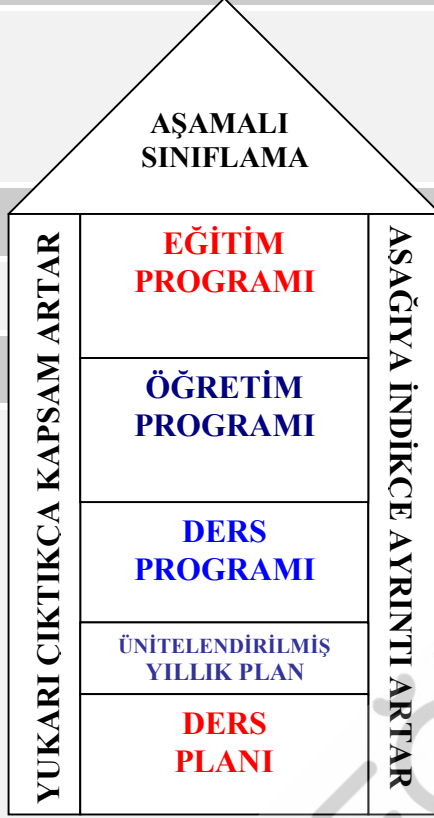 AŞAMALI
SINIFLAMA
YUKARI ÇIKTIKCA KAPSAM ARTAR
EĞİTİM
PROGRAMI
ÖĞRETİM
PROGRAMI
DERS
PROGRAMI
ÜNİTELENDİRİLMİŞ
YILLIK PLAN
DERS
PLANI
AŞAĞIYA İNDİKÇE AYRINTI ARTAR